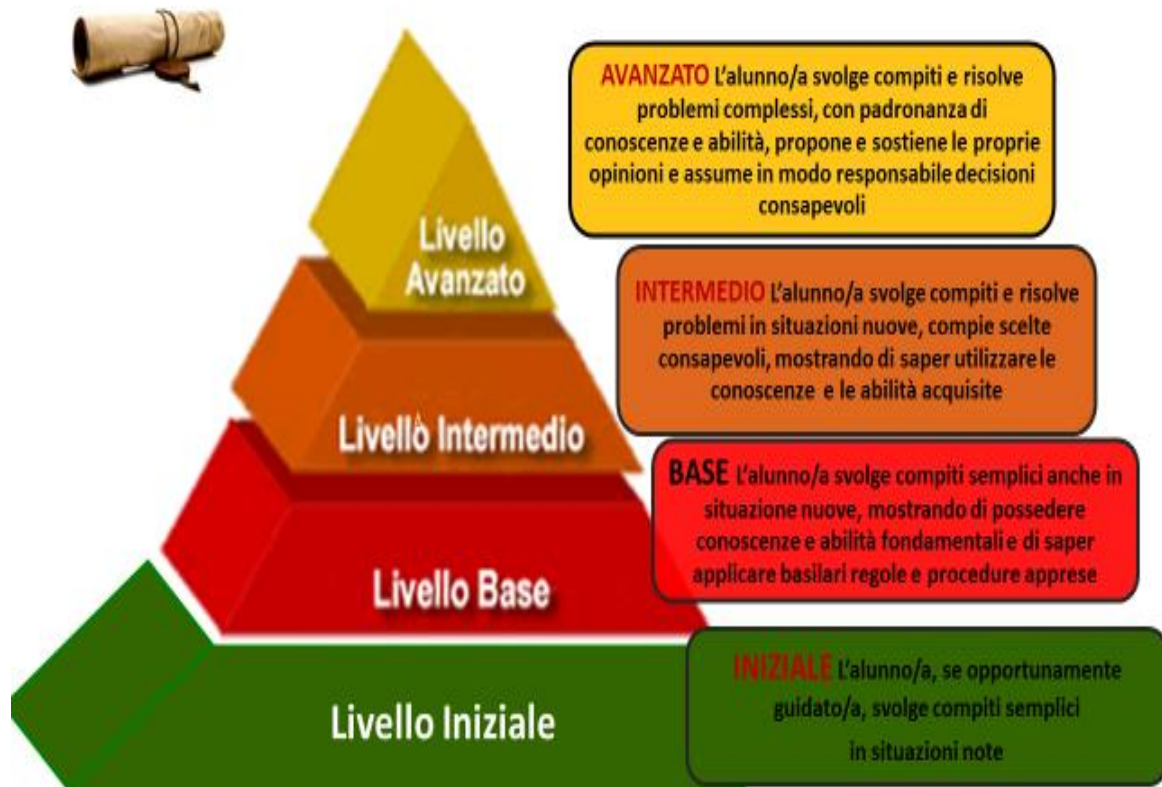 AVANZATO L'alunno/a svolge compiti e risolve
problemi complessi, con padronanza di
conoscenze e abilità, propone e sostiene le proprie
opinioni e assume in modo responsabile decisioni
consapevoli
Livello
Avanzato
INTERMEDIO L'alunno/a svolge compiti e risolve
problemi in situazioni nuove, compie scelte
consapevoli, mostrando di saper utilizzare le
conoscenze e le abilità acquisite
Livello Intermedio
BASE L'alunno/a svolge compiti semplici anche in
situazione nuove, mostrando di possedere
conoscenze e abilità fondamentali e di saper
applicare basilari regole e procedure apprese
Livello Base
INIZIALE L'alunno/a, se opportunamente
guidato/a, svolge compiti semplici
in situazioni note
Livello Iniziale